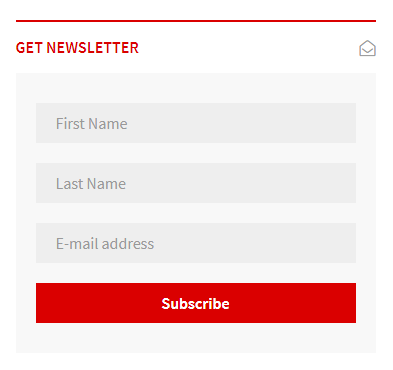 GET NEWSLETTER
First Name
Last Name
E-mail address
Subscribe